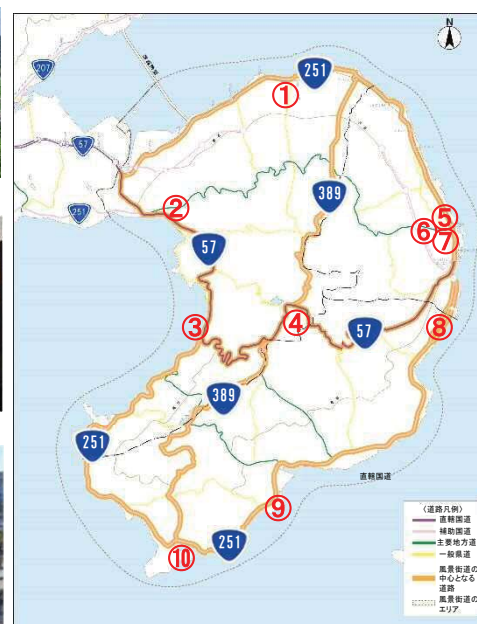 N
207
57
251
251
①
389
②
⑤
⑥
⑦
57
③
④
57
⑧
389
251
直轄国道
⑨
251
⑩
(道路凡例)
直轄国道
補助国道
主要地方道
一般県道
風景街道の
中心となる
道路
風景街道の
エリア